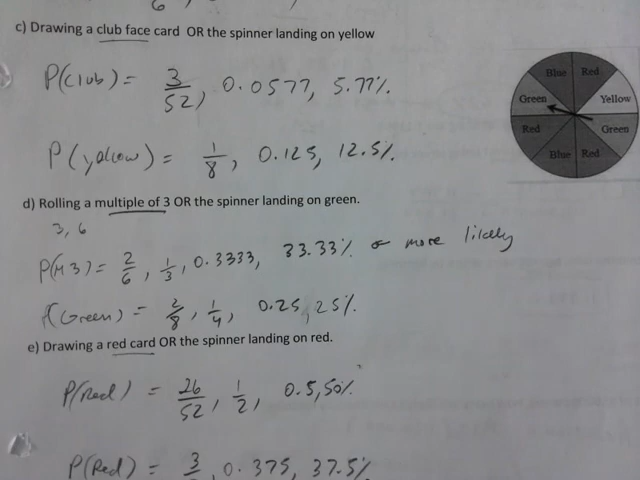 6
c) Drawing a club face card OR the spinner landing on yellow
P(club) = 3/52, 0.0577, 5.77%
Blue Red
Green Yellow
Red Green
Blue Red
P(yellow) = 1/8, 0.125, 12.5%.
d) Rolling a multiple of 3 OR the spinner landing on green.
3, 6
P(M3) = 2/6, 1/3, 0.3333, 33.33% more likely
P(Green) = 2/8, 1/4, 0.25, 25%.
e) Drawing a red card OR the spinner landing on red.
P(Red) = 26/52, 1/2, 0.5, 50%.
P(Red) = 3, 0.375, 37.5%